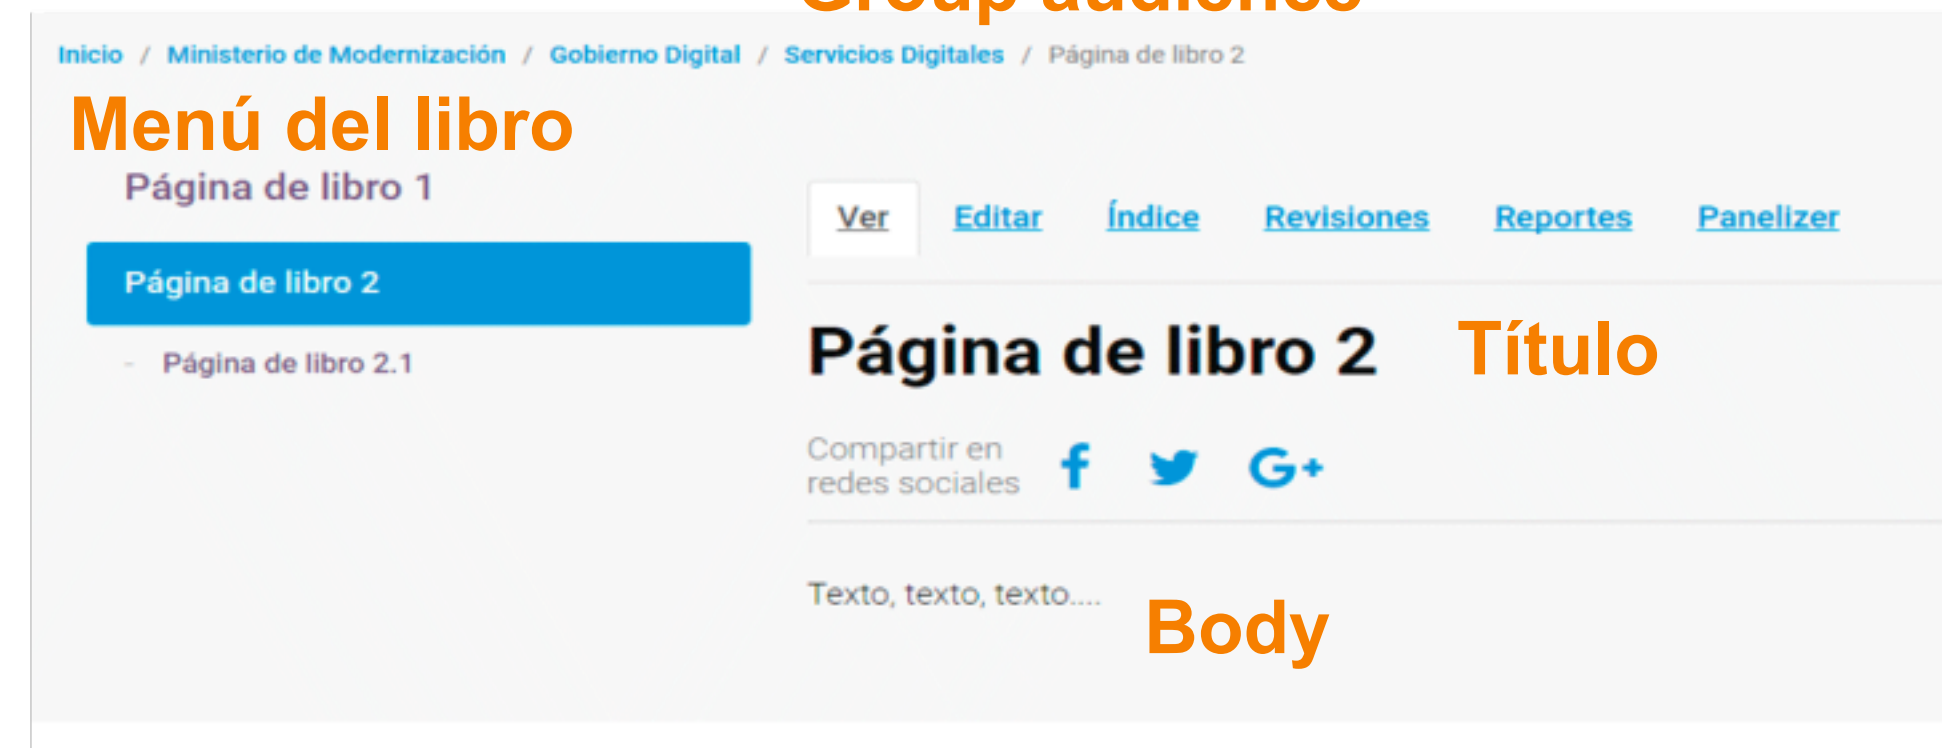 Group audience
Inicio / Ministerio de Modernización / Gobierno Digital / Servicios Digitales / Página de libro 2
Menú del libro
Página de libro 1
Página de libro 2
- Página de libro 2.1
Ver Editar Índice Revisiones Reportes Panelizer
Página de libro 2 Título
Compartir en
redes sociales
G+
Texto, texto, texto....
Body